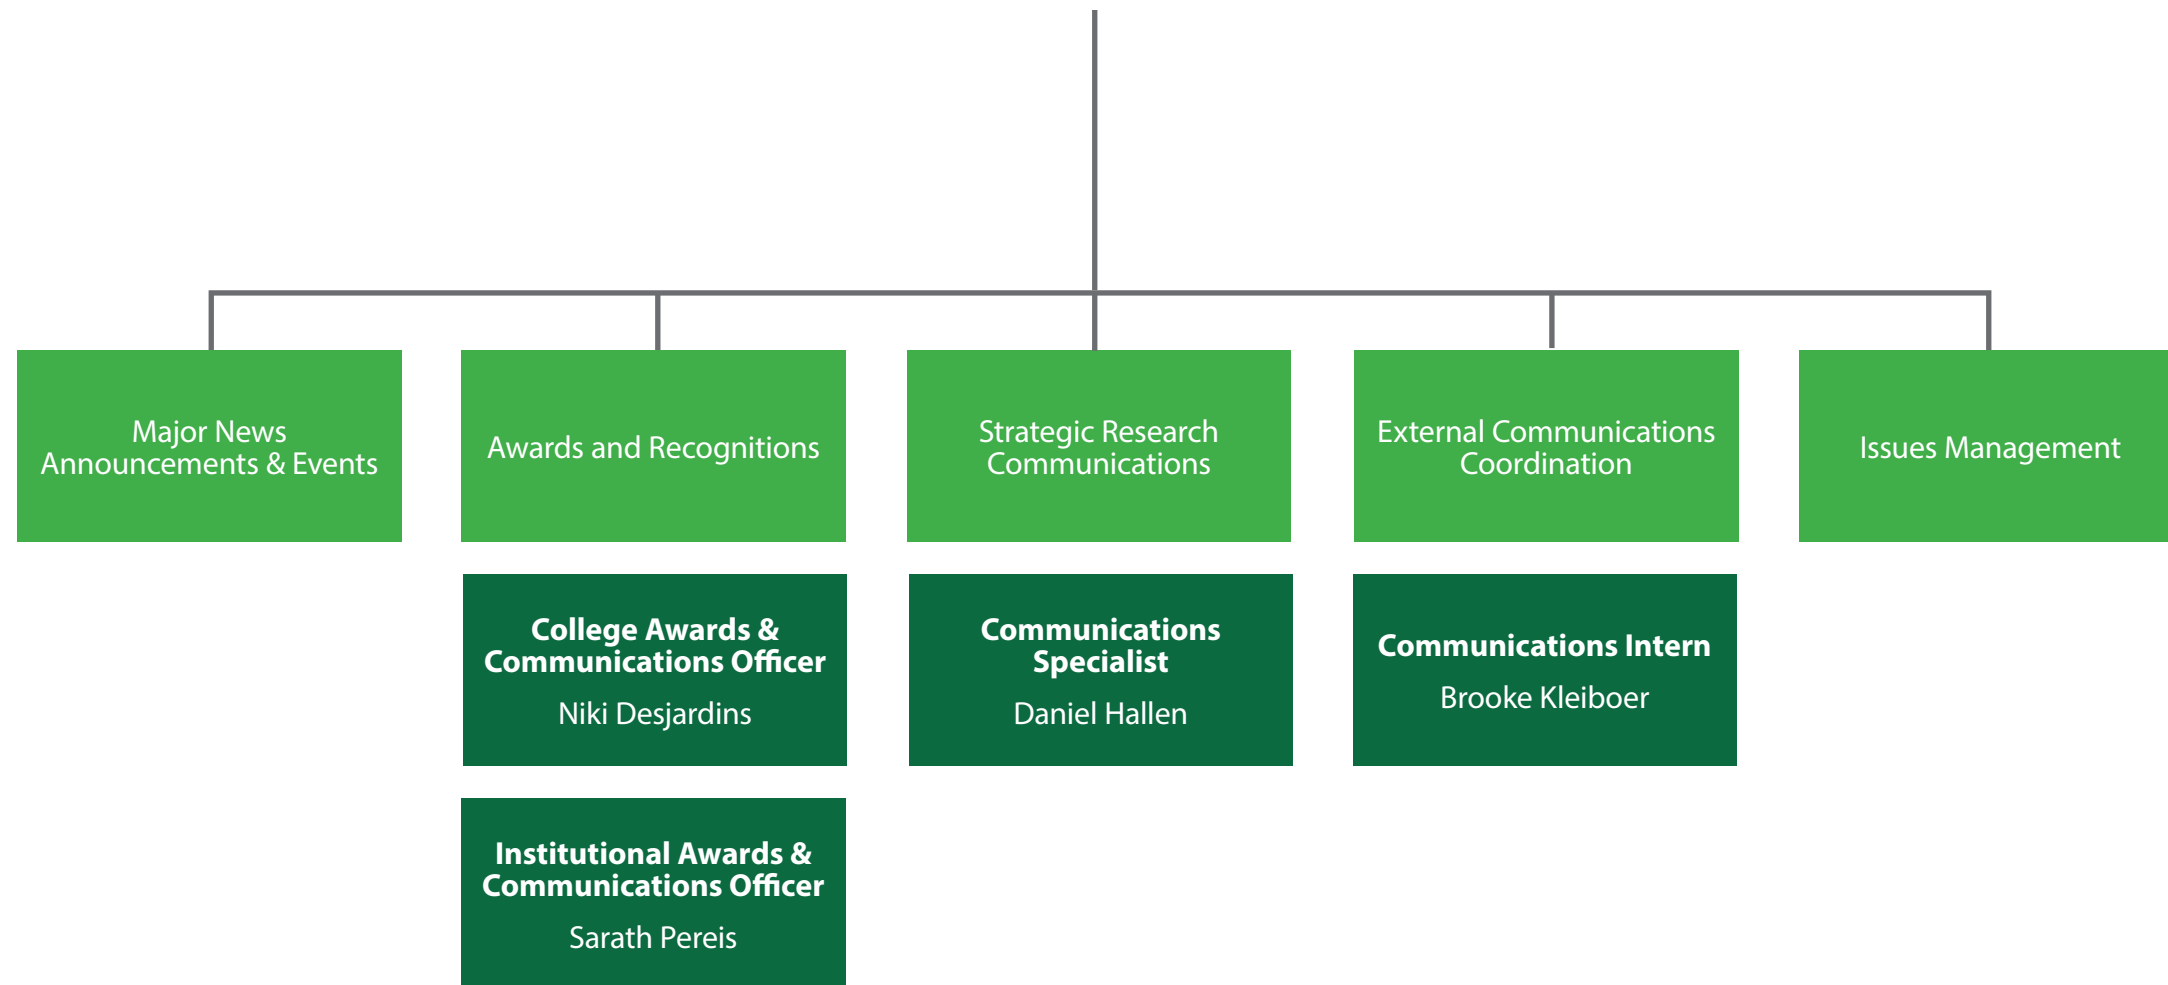 Major News
Announcements & Events
Awards and Recognitions
Strategic Research
Communications
External Communications
Coordination
Issues Management
College Awards &
Communications Officer
Niki Desjardins
Communications
Specialist
Daniel Hallen
Communications Intern
Brooke Kleiboer
Institutional Awards &
Communications Officer
Sarath Pereis